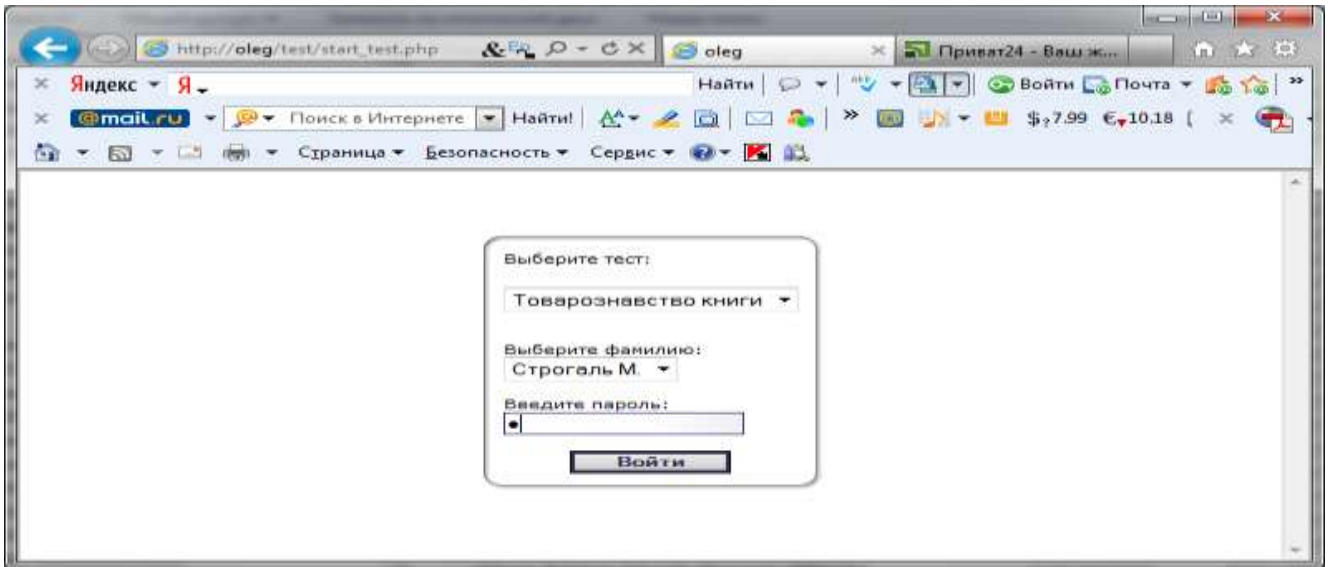 http://oleg/test/start_test.php oleg Приват24 - Ваш ж...
Яндекс Я Найти Войти Почта »
@mail.ru Поиск в Интернете Найти! » $7.99 €10.18
Страница Безопасность Сервис
Выберите тест:
Товарознавство книги
Выберите фамилию:
Строгаль М.
Введите пароль:
Войти